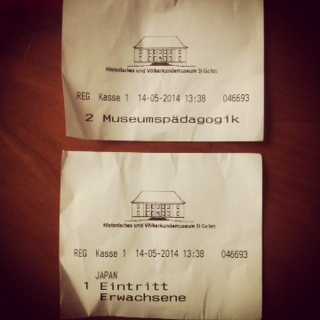 Historisches und Völkerkundemuseum St.Gallen
REG Kasse 1 14-05-2014 13:38 046693
2 Museumspädagogik
Historisches und Völkerkundemuseum St.Gallen
REG Kasse 1 14-05-2014 13:38 046693
JAPAN
1 Eintritt
Erwachsene